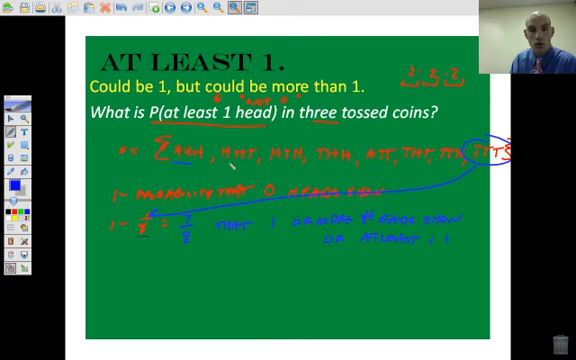 AT LEAST 1.
2 · 2 · 2
Could be 1, but could be more than 1.
"NOT 0"
What is P(at least 1 head) in three tossed coins?
{HHH, HHT, HTH, THH, HTT, THT, TTH, TTT}
1 - PROBABILITY THAT 0 HEADS SHOW
1 - 1/8 = 7/8 THAT 1 OR MORE HEADS SHOW
OR AT LEAST 1